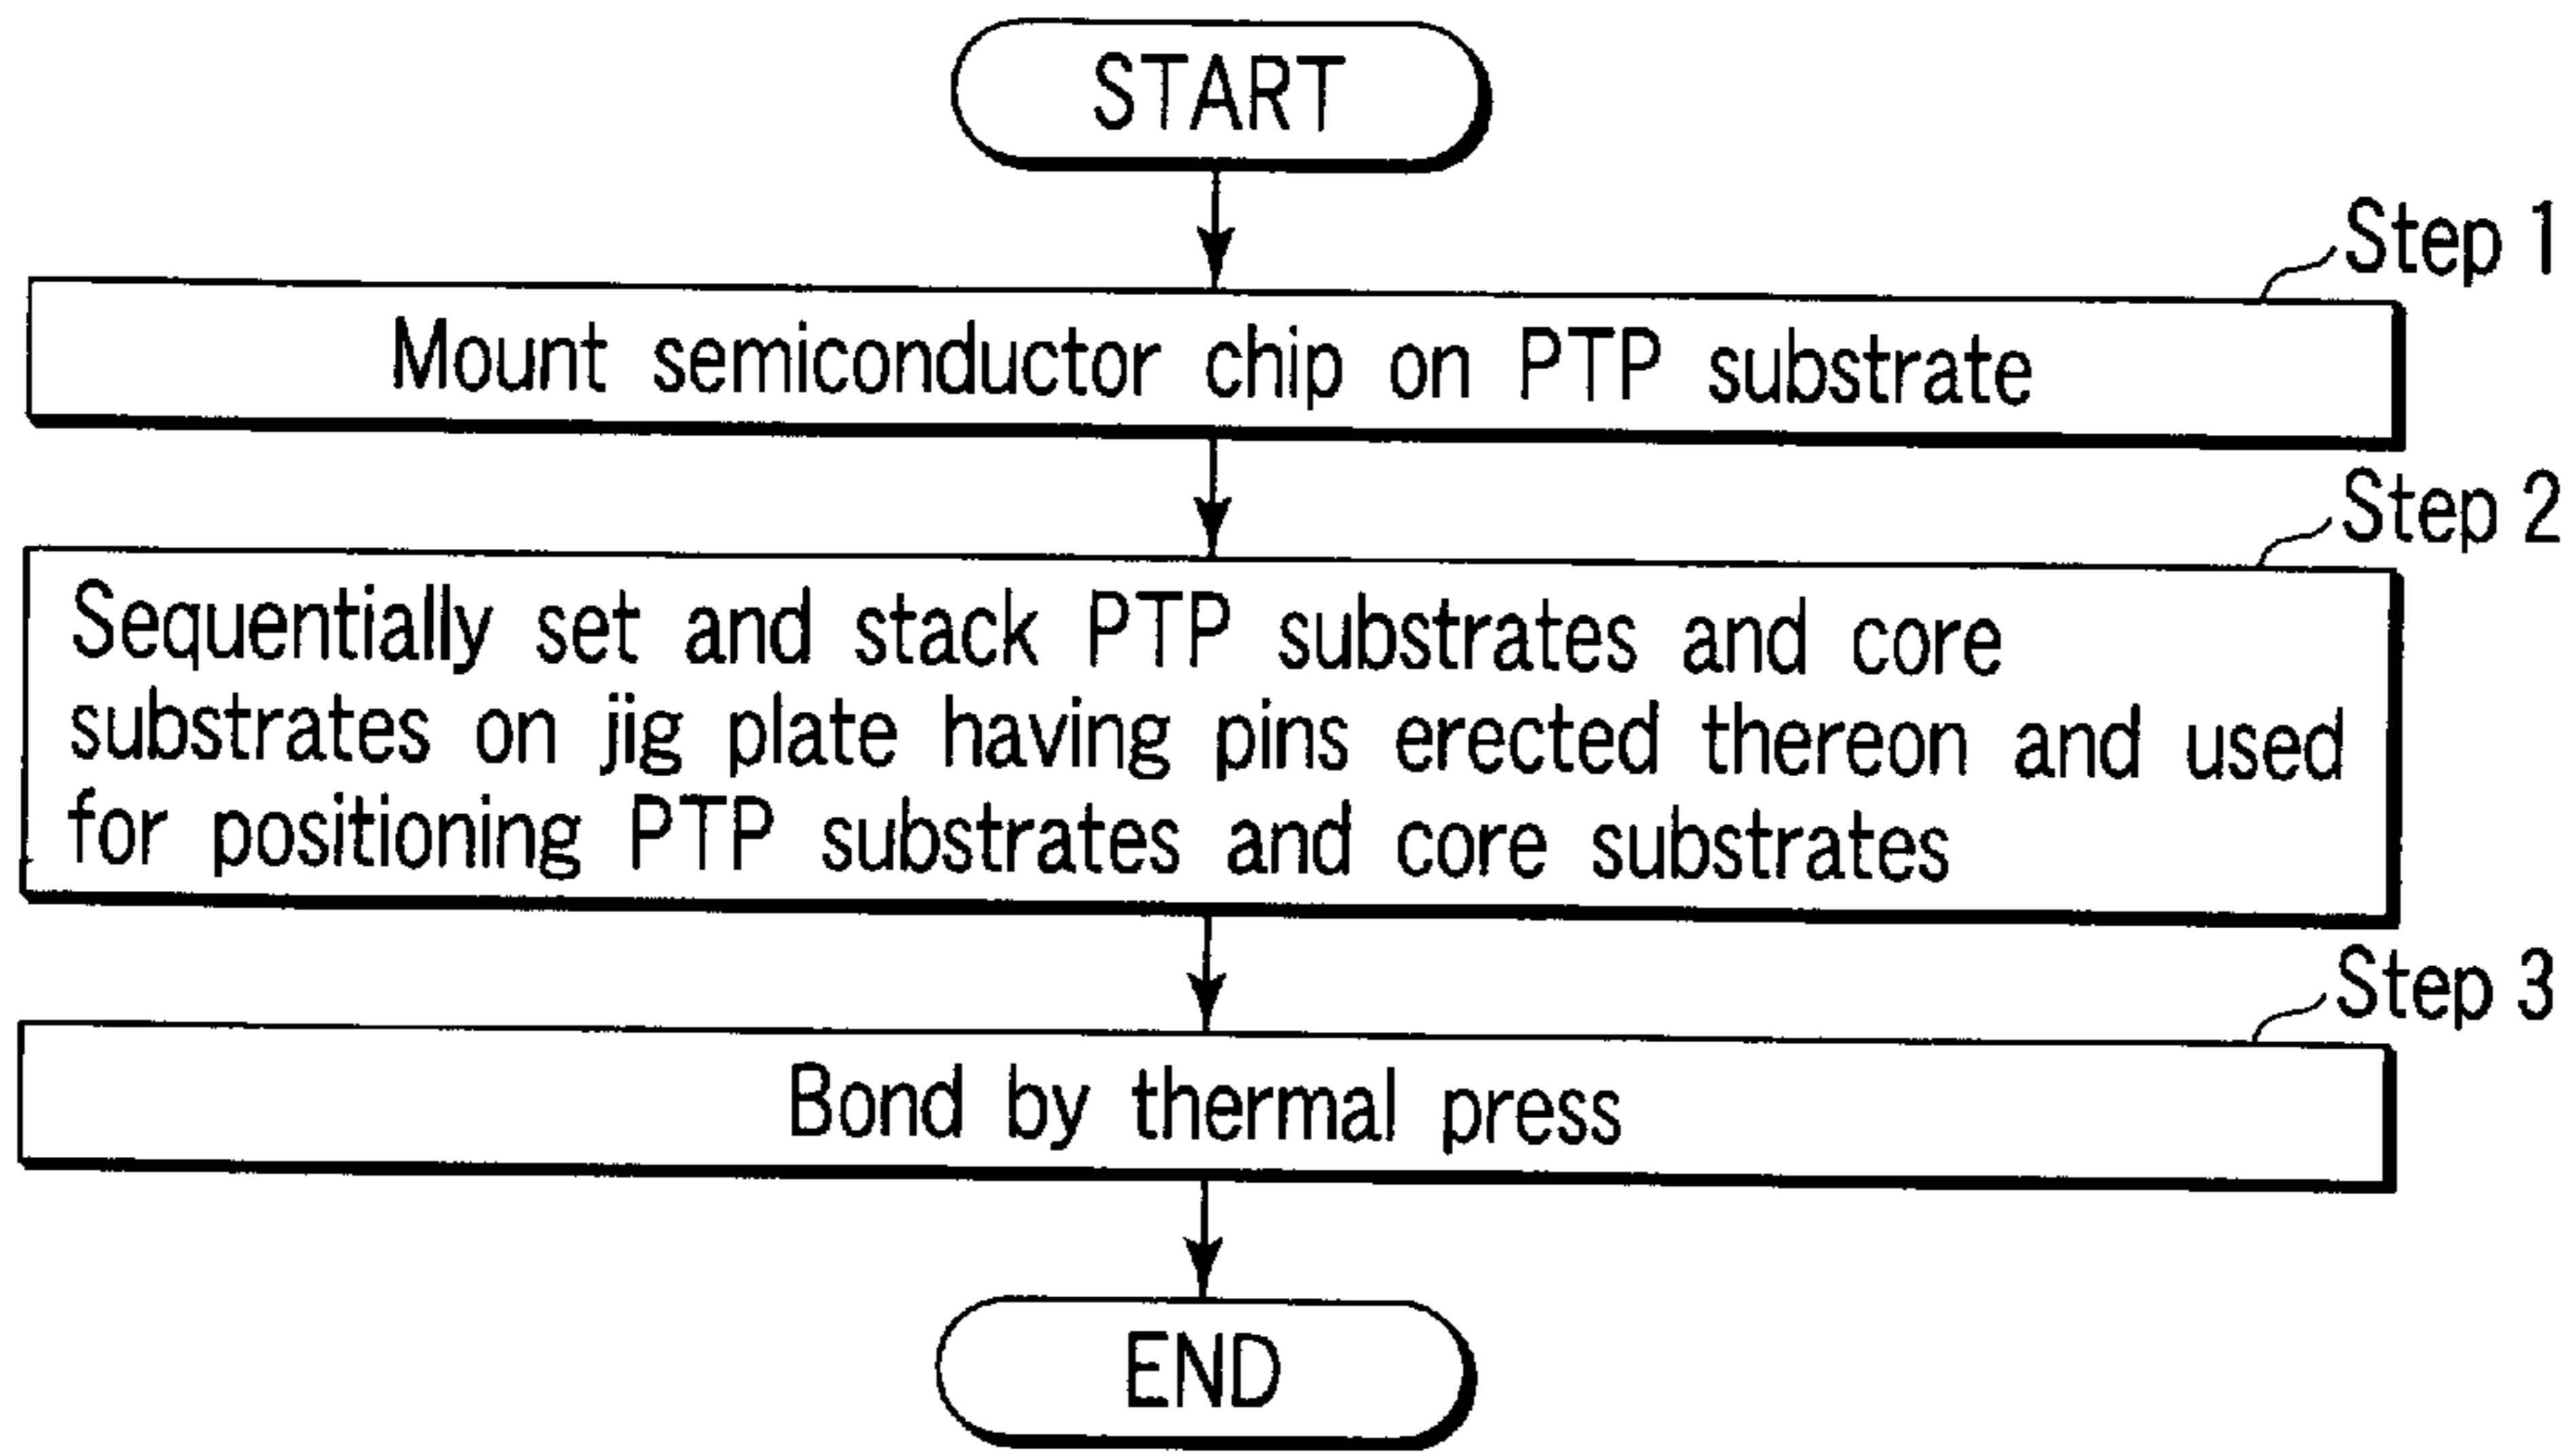 START
Step 1
Mount semiconductor chip on PTP substrate
Step 2
Sequentially set and stack PTP substrates and core
substrates on jig plate having pins erected thereon and used
for positioning PTP substrates and core substrates
Step 3
Bond by thermal press
END